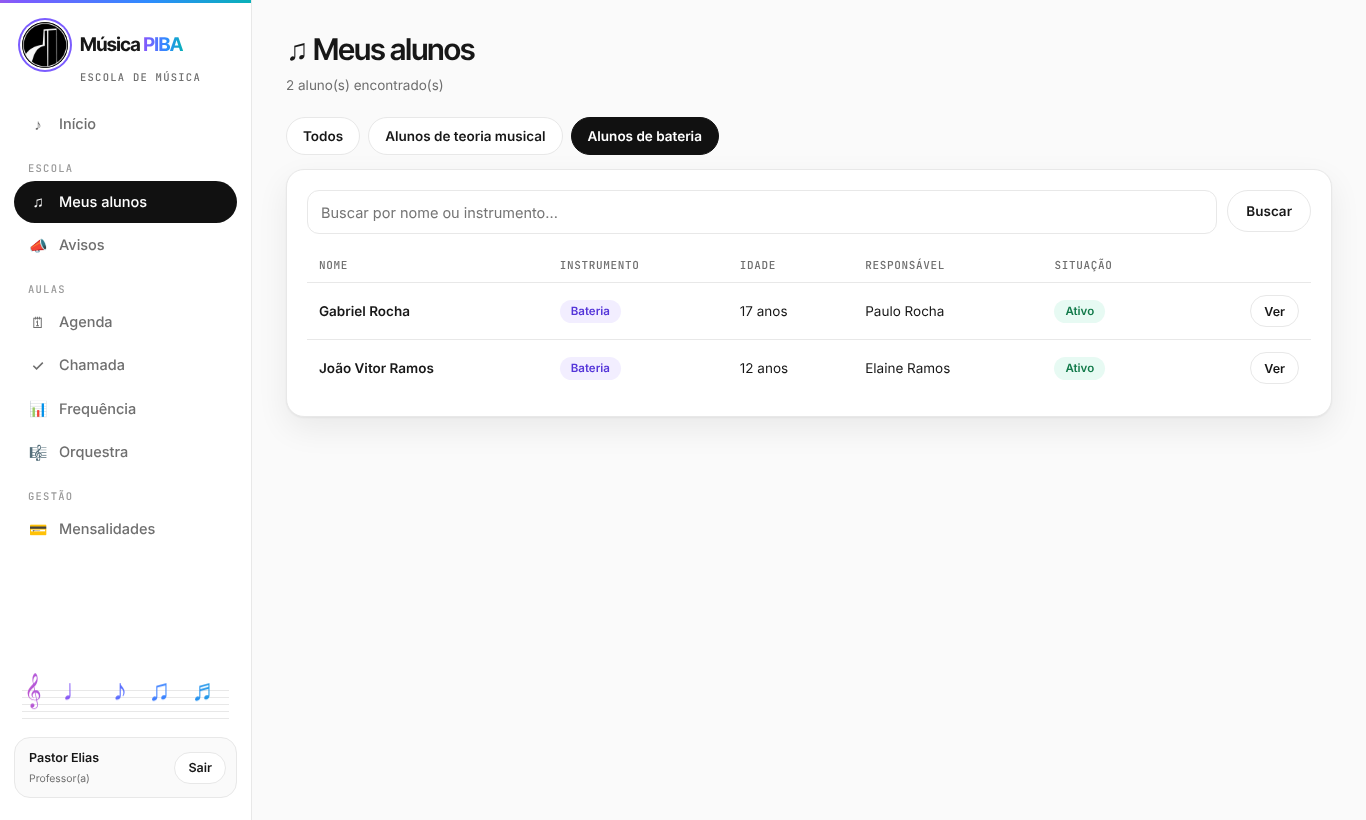 Música PIBA
ESCOLA DE MÚSICA
Início
ESCOLA
Meus alunos
Avisos
AULAS
Agenda
Chamada
Frequência
Orquestra
GESTÃO
Mensalidades
Pastor Elias
Professor(a)
Sair
♫ Meus alunos
2 aluno(s) encontrado(s)
Todos
Alunos de teoria musical
Alunos de bateria
Buscar por nome ou instrumento...
Buscar
NOME INSTRUMENTO IDADE RESPONSÁVEL SITUAÇÃO
Gabriel Rocha Bateria 17 anos Paulo Rocha Ativo Ver
João Vitor Ramos Bateria 12 anos Elaine Ramos Ativo Ver